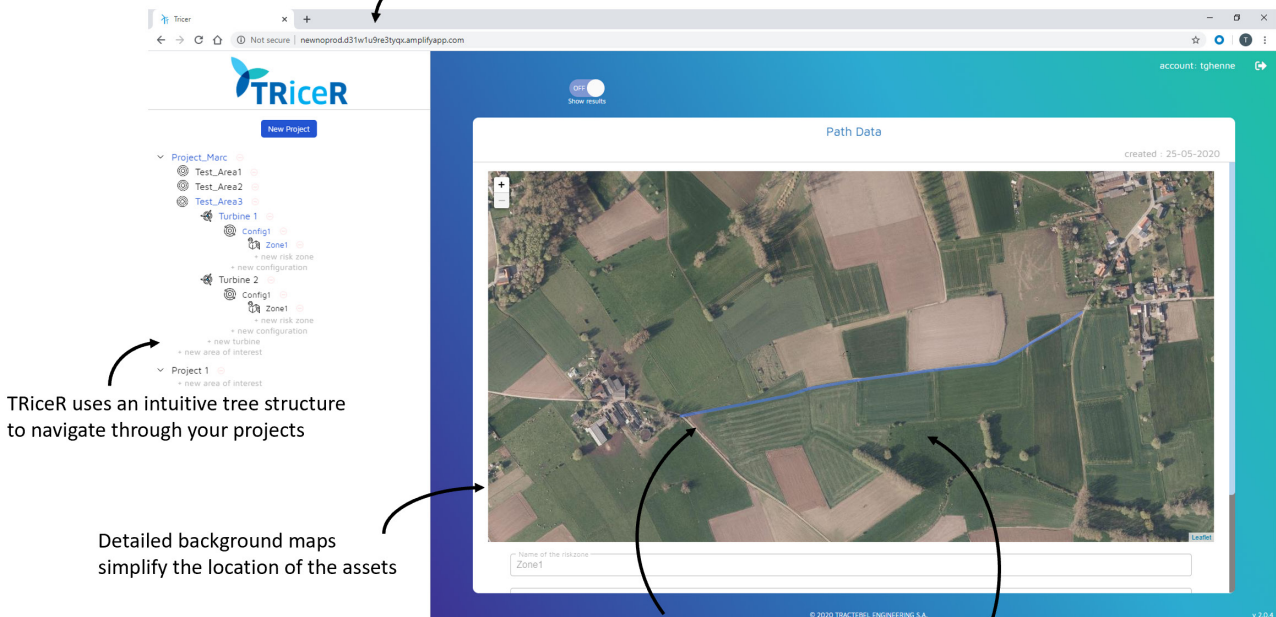 Tricer
Not secure | newnoprod.d31w1u9re3tyqx.amplifyapp.com
T
TRiceR
account: tghenne
OFF
Show results
New Project
Path Data
created : 25-05-2020
Project_Marc
Test_Area1
Test_Area2
Test_Area3
Turbine 1
Config1
Zone1
+ new risk zone
+ new configuration
Turbine 2
Config1
Zone1
+ new risk zone
+ new configuration
+ new turbine
+ new area of interest
Project 1
+ new area of interest
+
−
TRiceR uses an intuitive tree structure
to navigate through your projects
Detailed background maps
simplify the location of the assets
Leaflet
Name of the riskzone
Zone1
© 2020 TRACTEBEL ENGINEERING S.A.
v 2.0.4